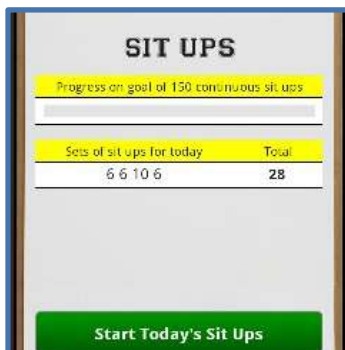 SIT UPS
Progress on goal of 150 continuous sit ups
Sets of sit ups for today Total
6 6 10 6 28
Start Today's Sit Ups